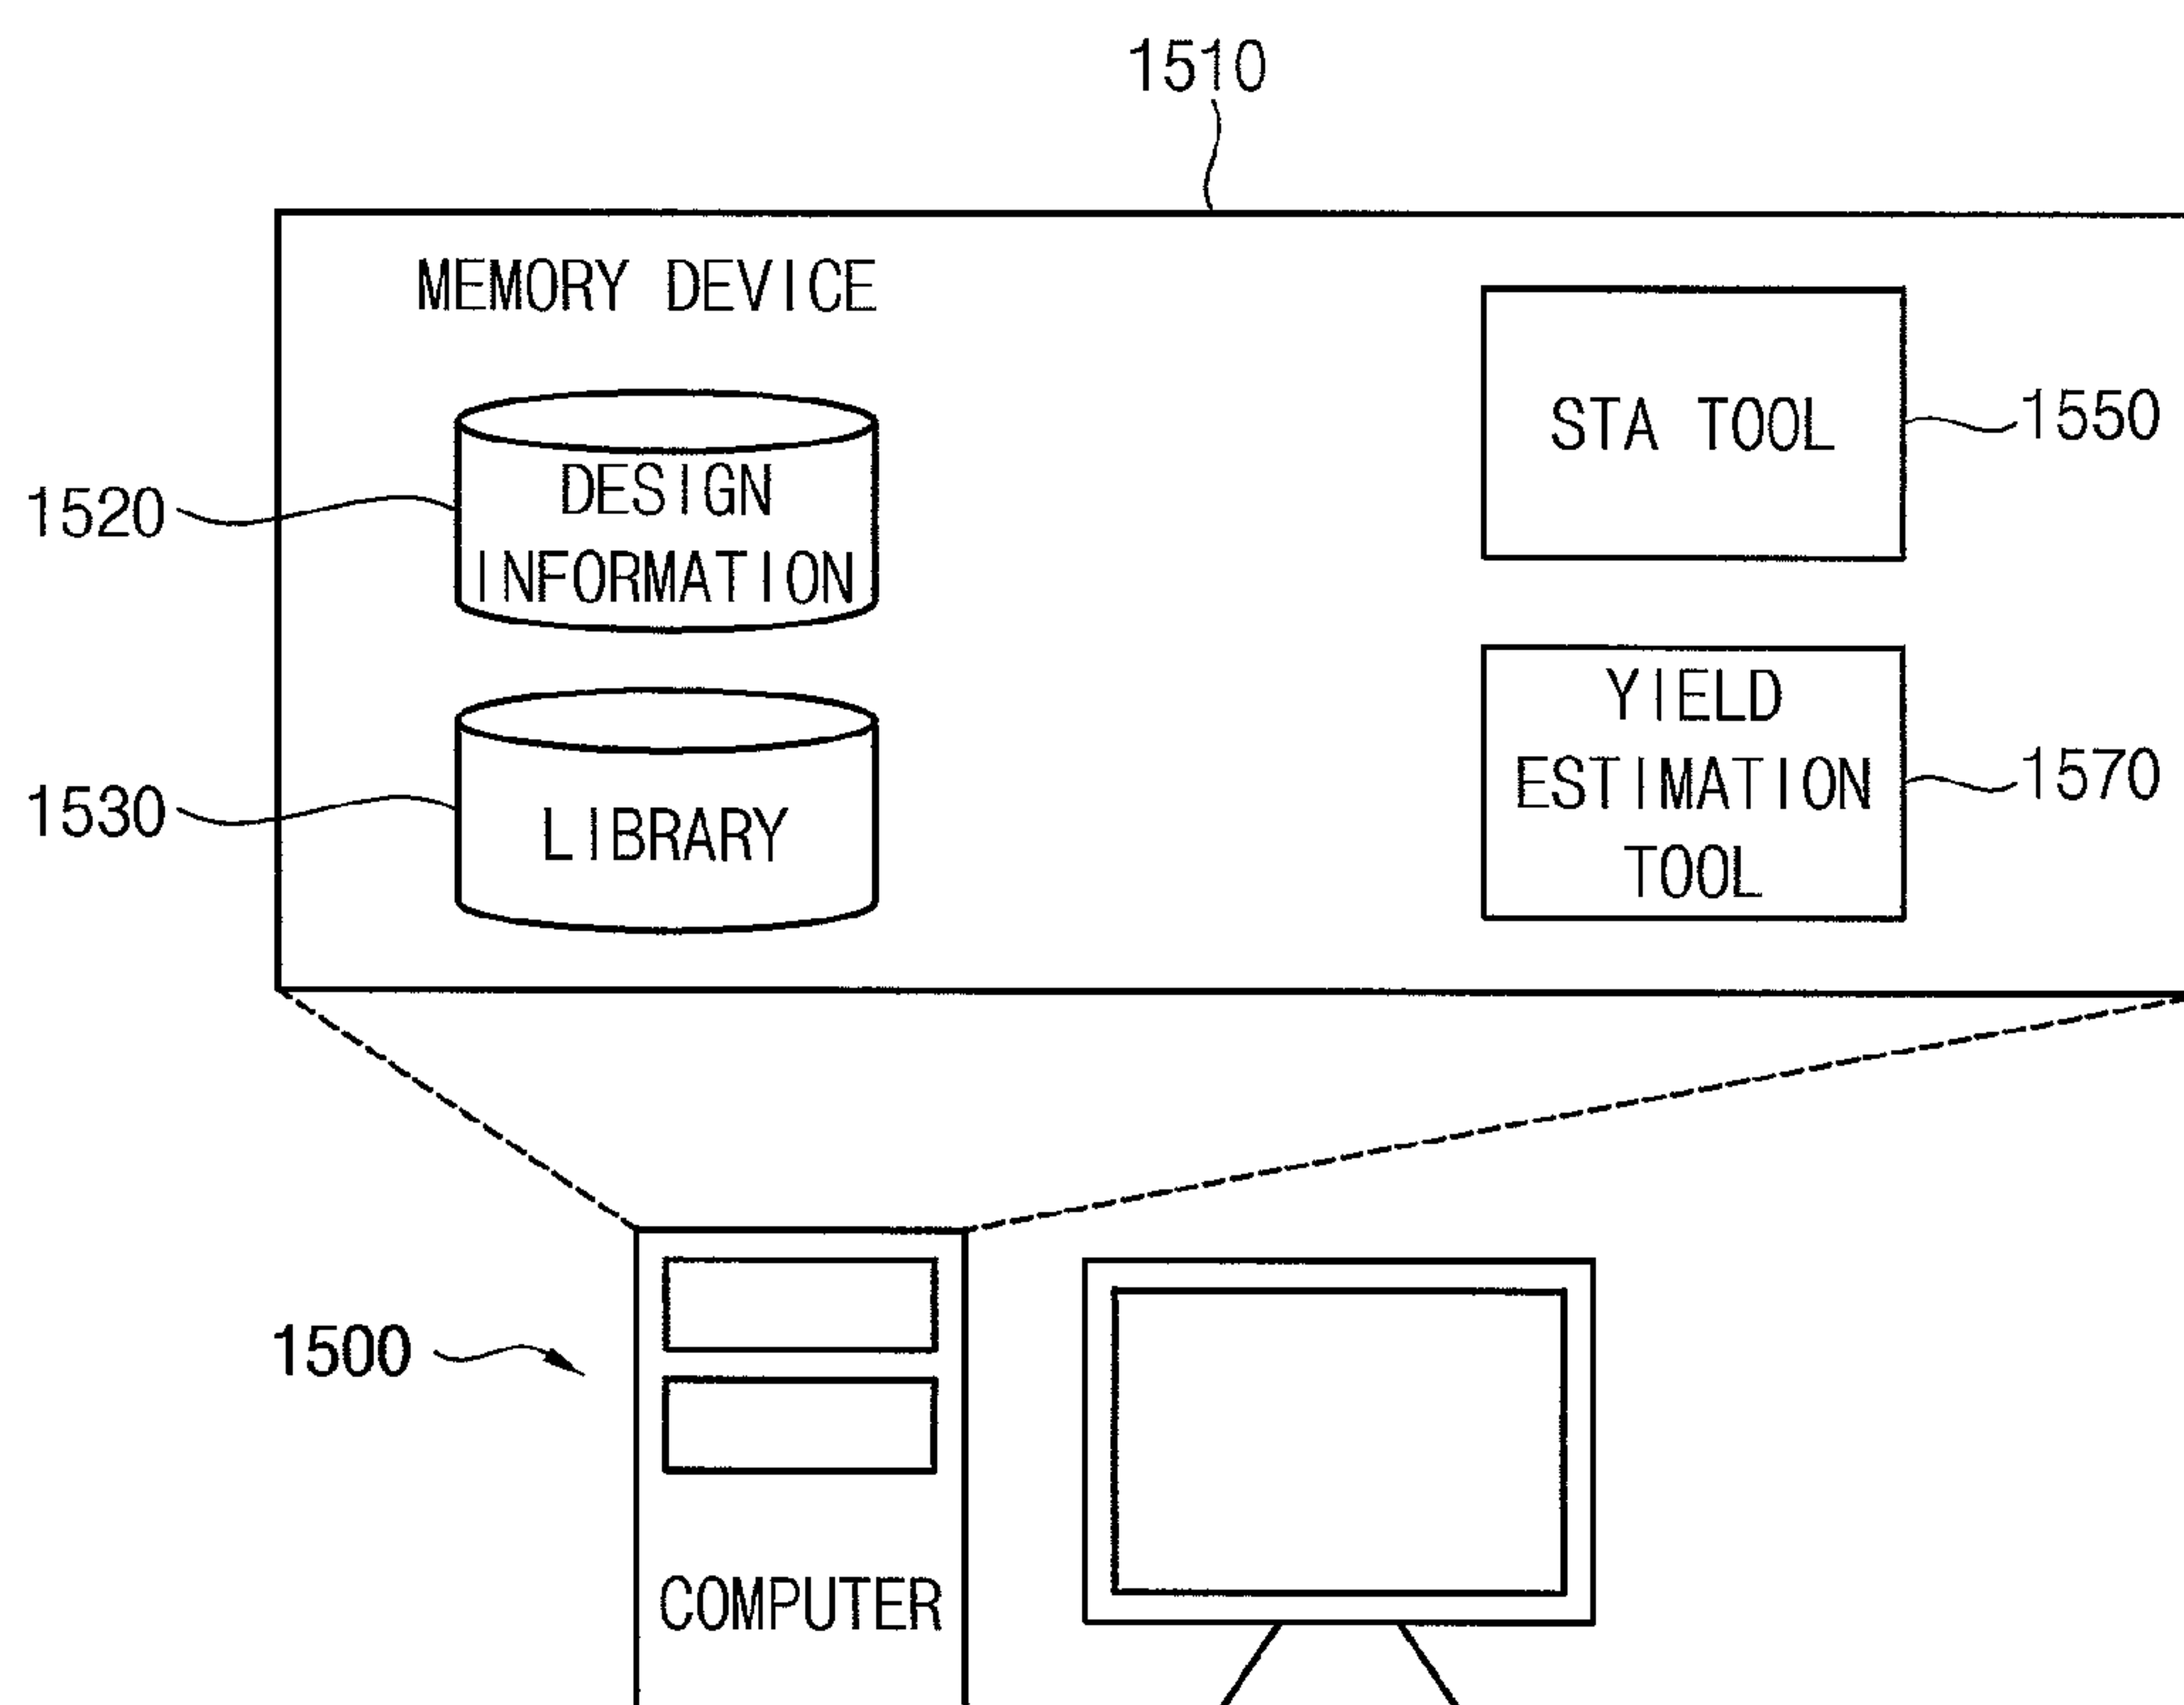 1510
MEMORY DEVICE
STA TOOL
1550
1520
DESIGN
INFORMATION
YIELD
ESTIMATION
TOOL
1570
1530
LIBRARY
1500
COMPUTER